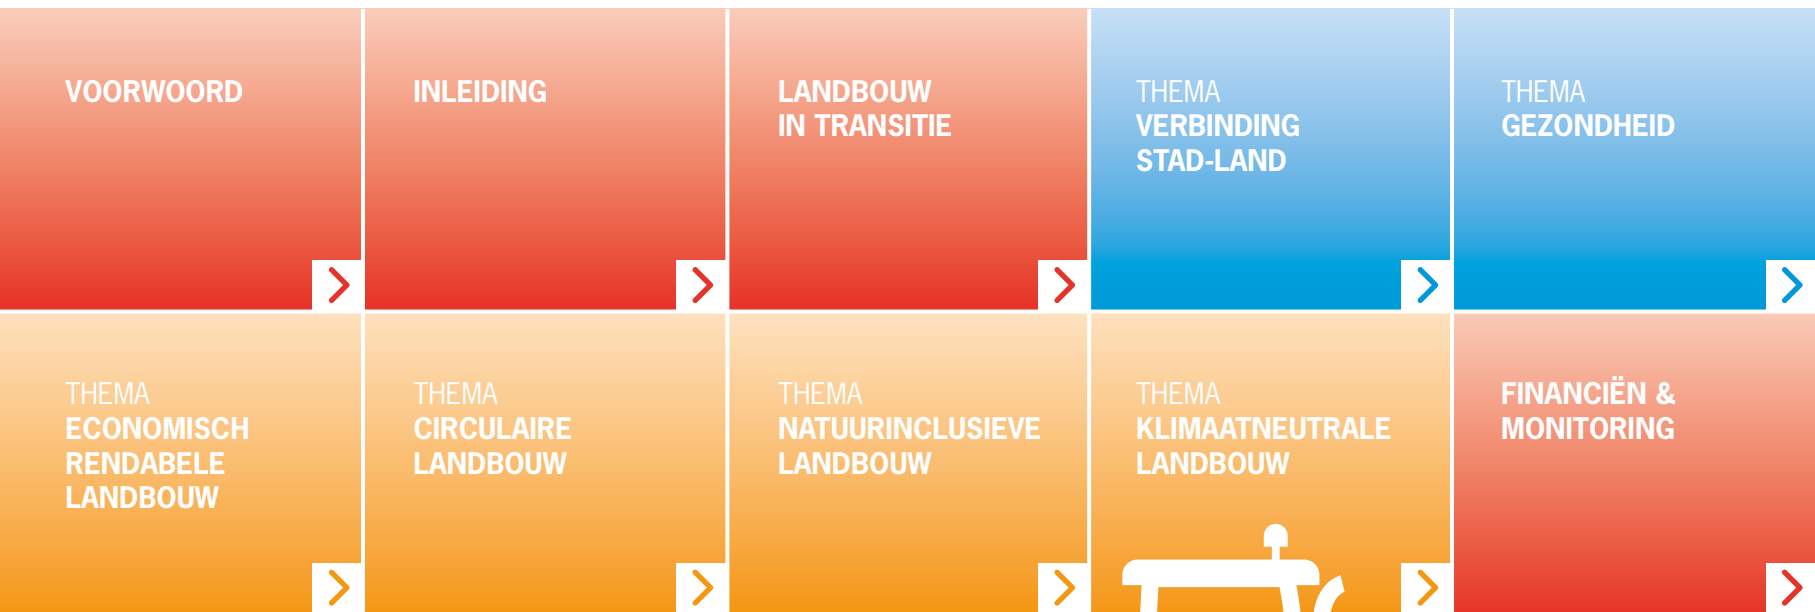 VOORWOORD
INLEIDING
LANDBOUW
IN TRANSITIE
THEMA
VERBINDING
STAD-LAND
THEMA
GEZONDHEID
THEMA
ECONOMISCH
RENDABELE
LANDBOUW
THEMA
CIRCULAIRE
LANDBOUW
THEMA
NATUURINCLUSIEVE
LANDBOUW
THEMA
KLIMAATNEUTRALE
LANDBOUW
FINANCIËN &
MONITORING